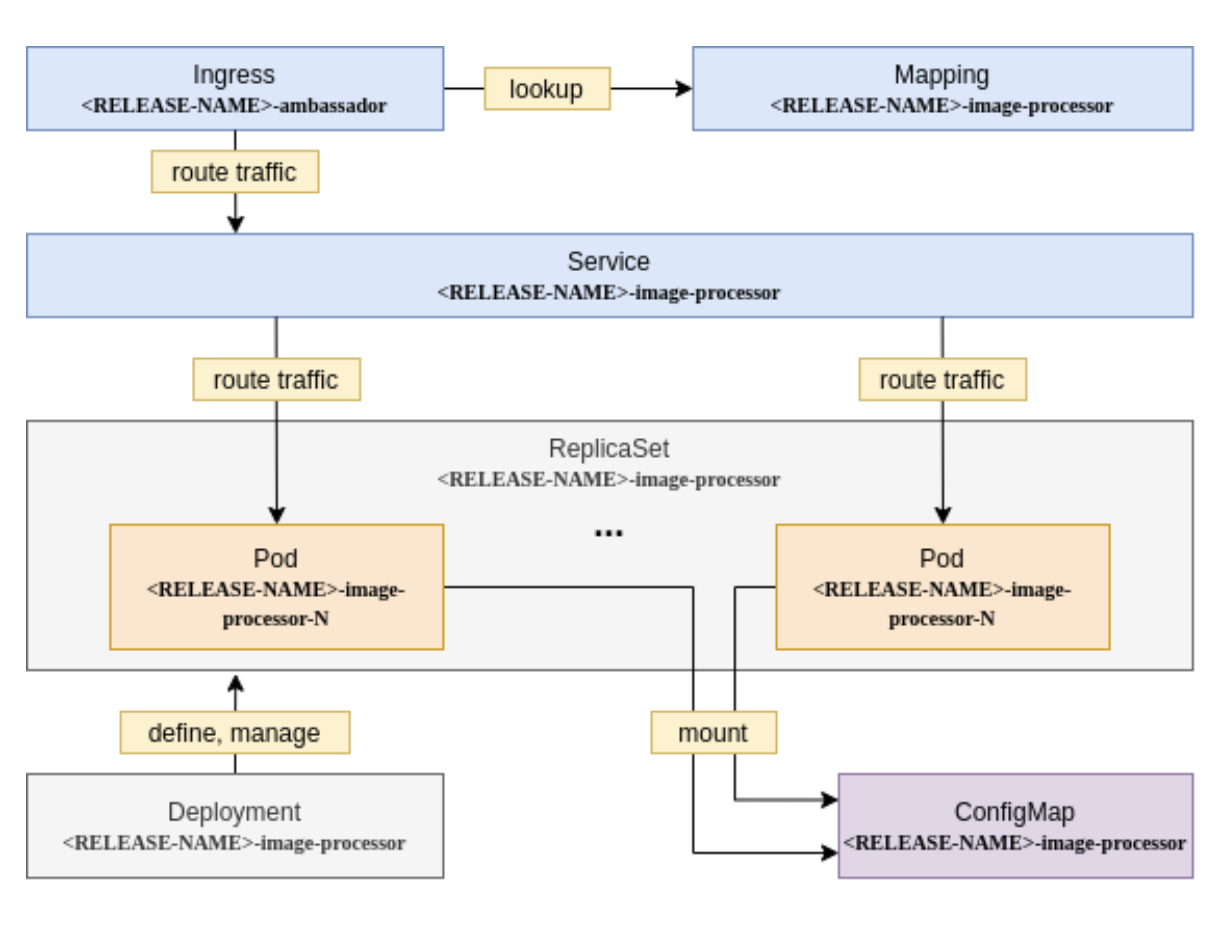 Ingress
<RELEASE-NAME>-ambassador
lookup
Mapping
<RELEASE-NAME>-image-processor
route traffic
Service
<RELEASE-NAME>-image-processor
route traffic
route traffic
ReplicaSet
<RELEASE-NAME>-image-processor
...
Pod
<RELEASE-NAME>-image-
processor-N
Pod
<RELEASE-NAME>-image-
processor-N
define, manage
mount
Deployment
<RELEASE-NAME>-image-processor
ConfigMap
<RELEASE-NAME>-image-processor